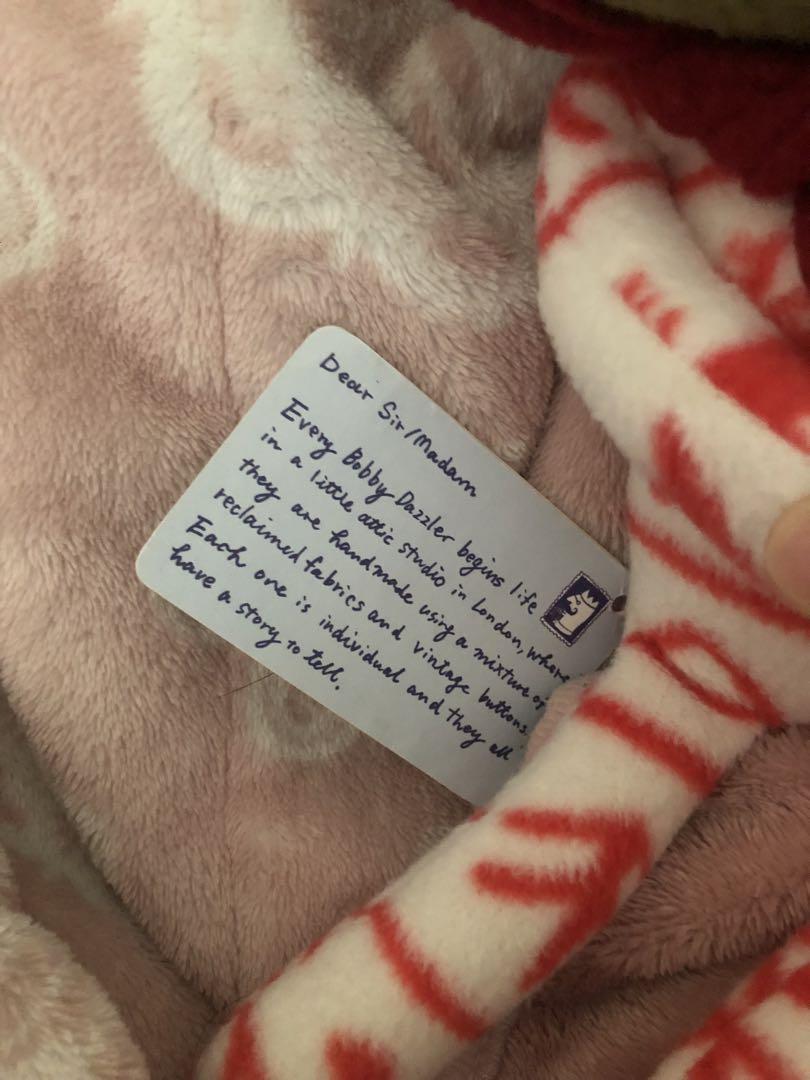 Dear Sir/Madam
Every Bobby Dazzler begins life
in a little attic studio in London, where
they are handmade using a mixture of
reclaimed fabrics and vintage buttons.
Each one is individual and they all
have a story to tell.